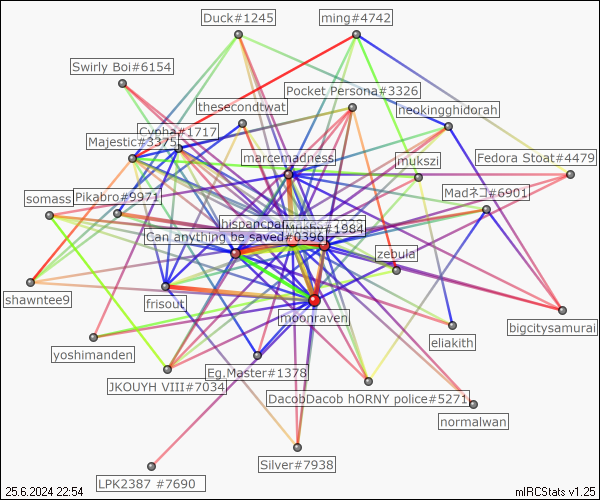 Duck#1245
ming#4742
Swirly Boi#6154
Pocket Persona#3326
thesecondtwat
neokingghidorah
Cypha#1717
Majestic#3375
marcemadness
mukszi
Fedora Stoat#4479
somass
Pikabro#9971
Madネコ#6901
1984
Can anything be saved#0396
zebula
shawntee9
frisout
moonraven
bigcitysamurai
eliakith
yoshimanden
Eg.Master#1378
JKOUYH VIII#7034
DacobDacob hORNY police#5271
normalwan
Silver#7938
LPK2387 #7690
25.6.2024 22:54
mIRCStats v1.25